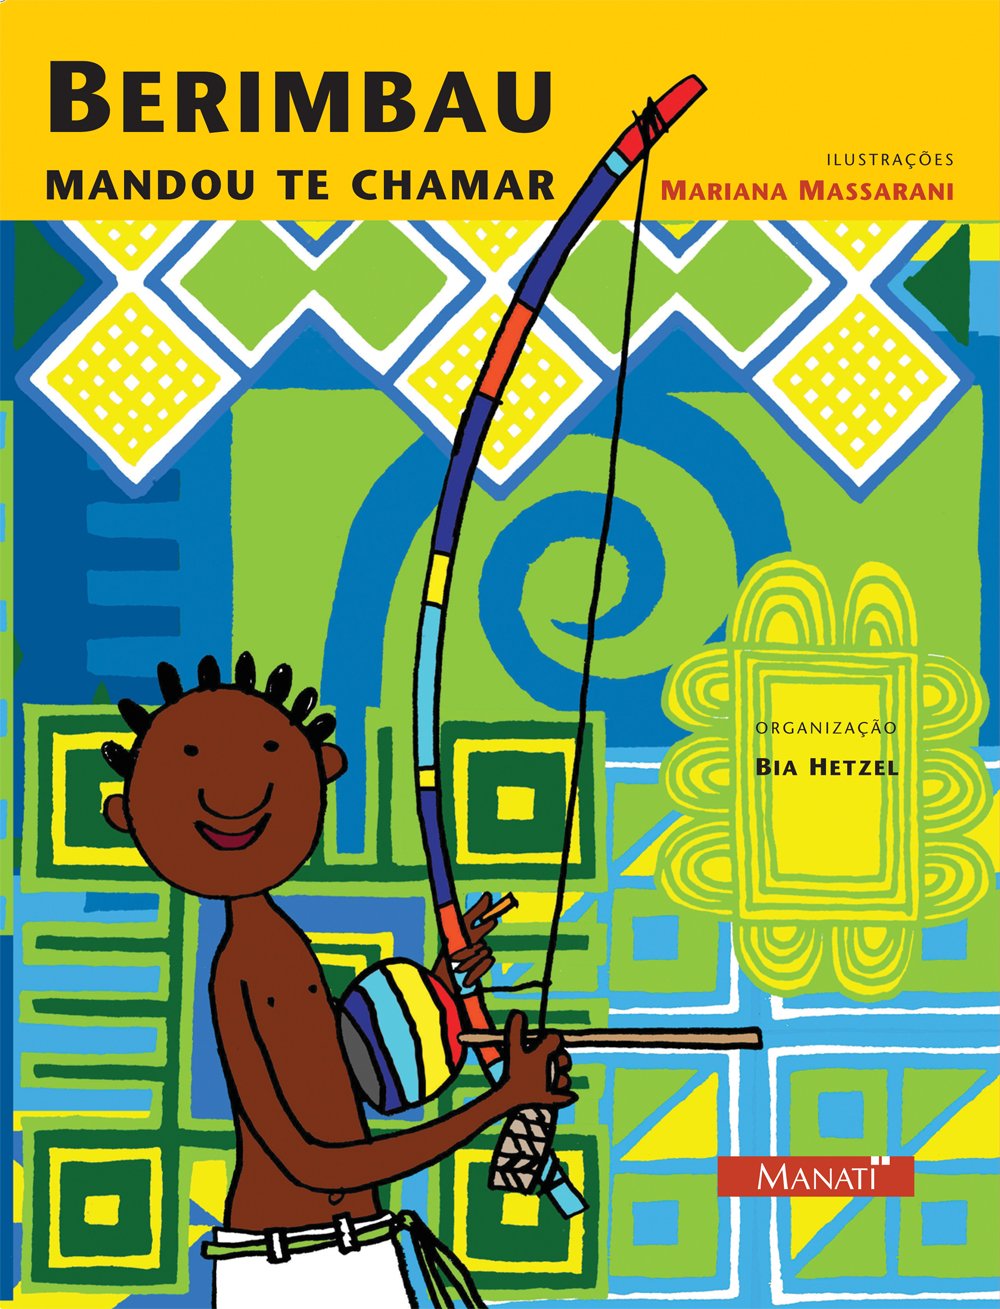 BERIMBAU
MANDOU TE CHAMAR
ILUSTRAÇÕES
MARIANA MASSARANI
ORGANIZAÇÃO
BIA HETZEL
MANATI